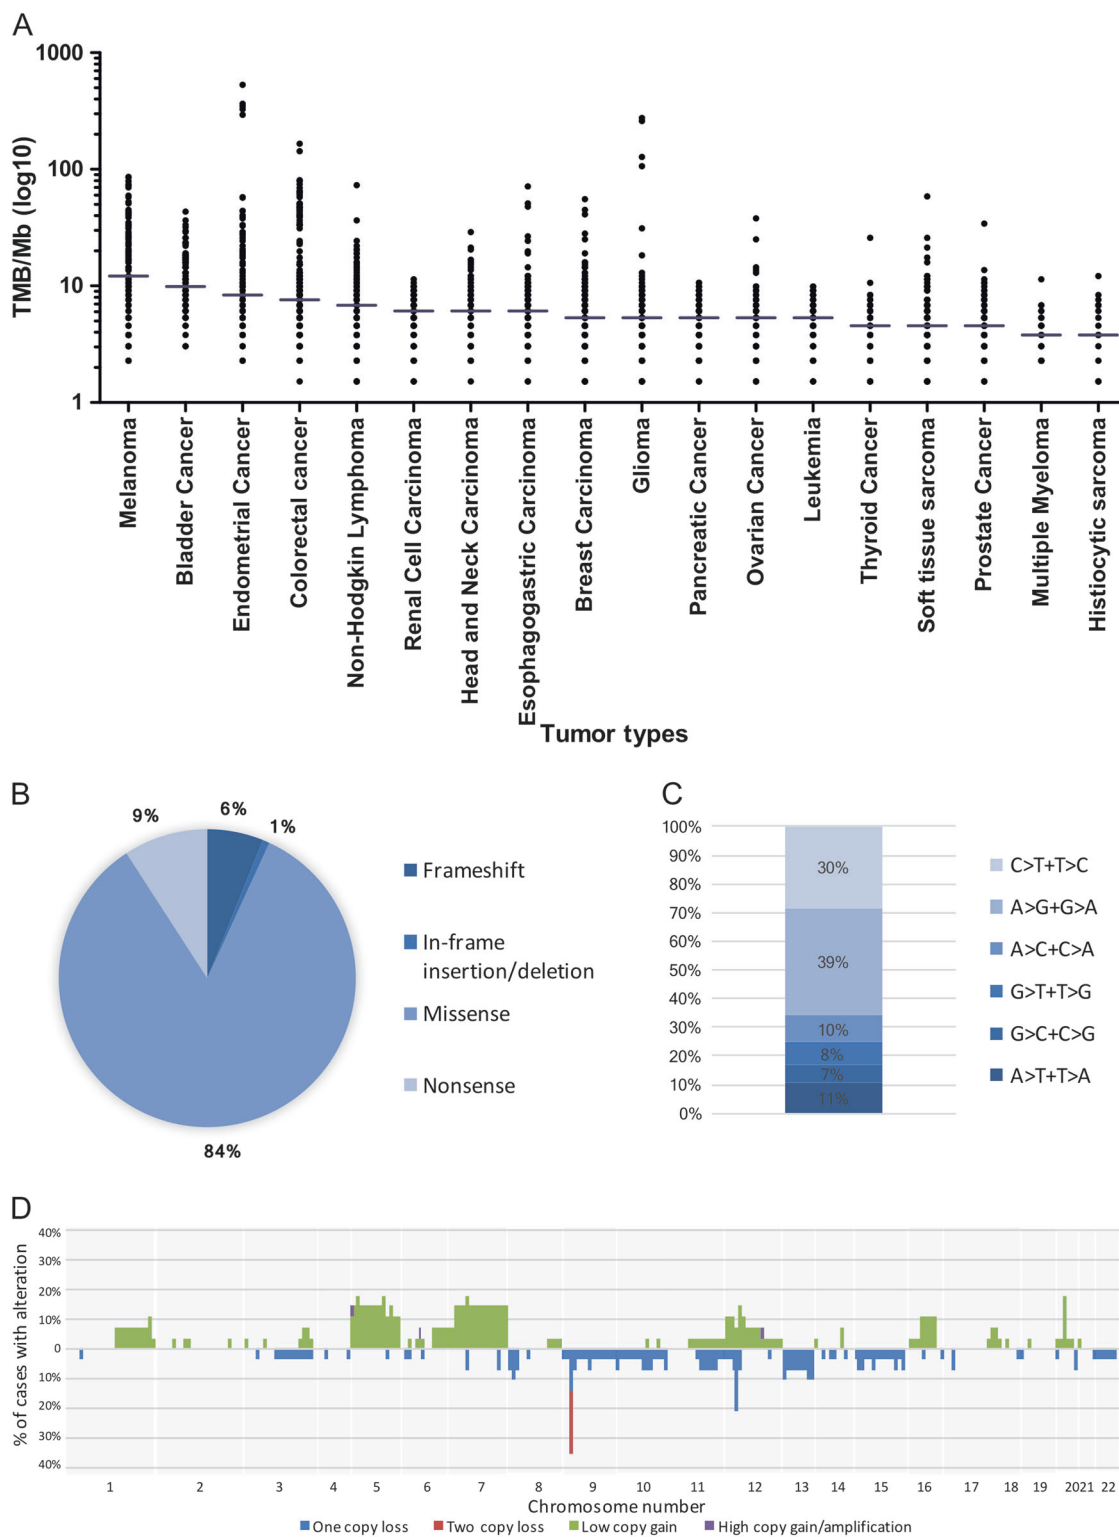 A
TMB/Mb (log10)
1000
100
10
1
Melanoma
Bladder Cancer
Endometrial Cancer
Colorectal cancer
Non-Hodgkin Lymphoma
Renal Cell Carcinoma
Head and Neck Carcinoma
Esophagogastric Carcinoma
Breast Carcinoma
Glioma
Pancreatic Cancer
Ovarian Cancer
Leukemia
Thyroid Cancer
Soft tissue sarcoma
Prostate Cancer
Multiple Myeloma
Histiocytic sarcoma
Tumor types
B
9%
6%
1%
84%
Frameshift
In-frame
insertion/deletion
Missense
Nonsense
C
100%
90%
80%
70%
60%
50%
40%
30%
20%
10%
0%
30%
39%
10%
8%
7%
11%
C>T+T>C
A>G+G>A
A>C+C>A
G>T+T>G
G>C+C>G
A>T+T>A
D
% of cases with alteration
40%
30%
20%
10%
0
10%
20%
30%
40%
1 2 3 4 5 6 7 8 9 10 11 12 13 14 15 16 17 18 19 2021 22
Chromosome number
One copy loss Two copy loss Low copy gain High copy gain/amplification